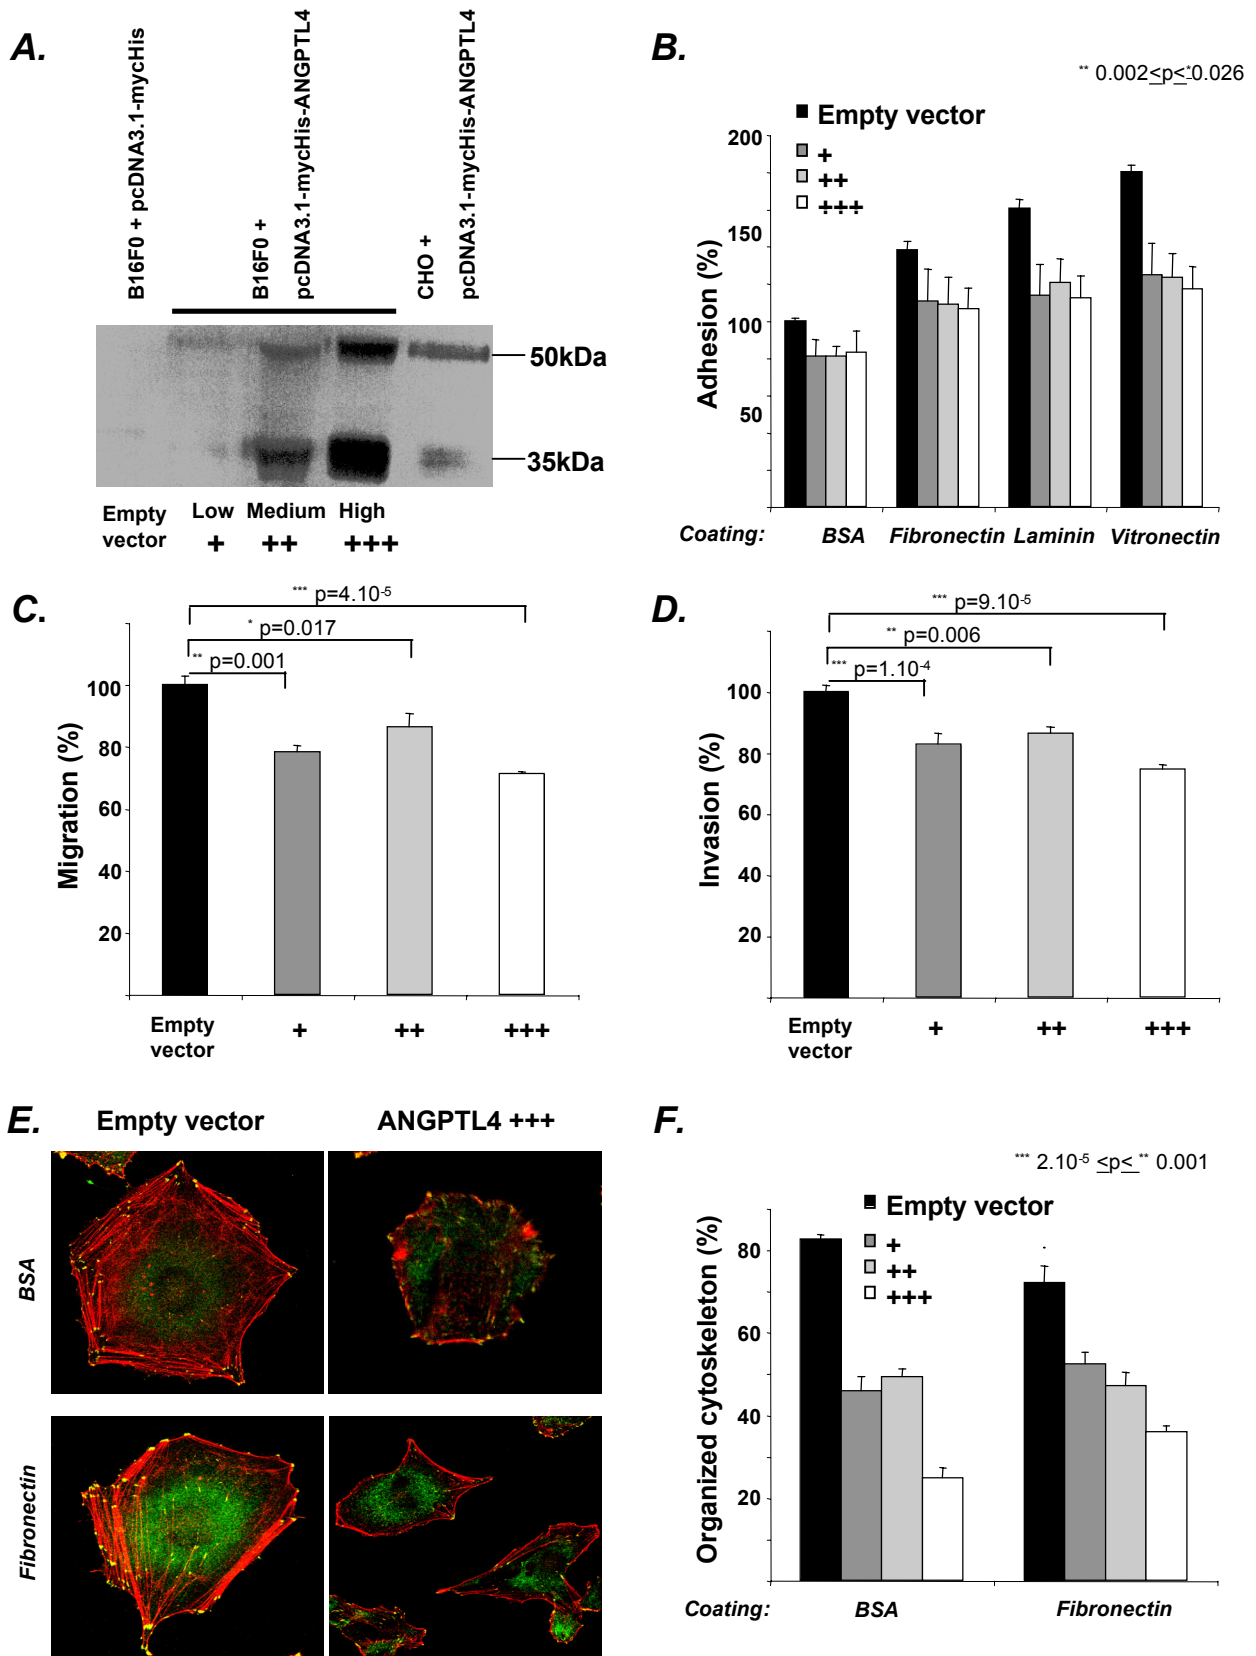 A.
B16F0 + pcDNA3.1-mycHis
B16F0 +
pcDNA3.1-mycHis-ANGPTL4
CHO +
pcDNA3.1-mycHis-ANGPTL4
50kDa
35kDa
Empty
vector
Low
Medium
High
+
++
+++
B.
** 0.002<p<*0.026
Empty vector
+
++
+++
Adhesion (%)
200
150
100
50
Coating:
BSA
Fibronectin
Laminin
Vitronectin
C.
*** p=4.10-5
* p=0.017
** p=0.001
Migration (%)
100
80
60
40
20
Empty
vector
+
++
+++
D.
*** p=9.10-5
** p=0.006
*** p=1.10-4
Invasion (%)
100
80
60
40
20
Empty
vector
+
++
+++
E.
Empty vector
ANGPTL4 +++
BSA
Fibronectin
F.
*** 2.10-5 <p< ** 0.001
Empty vector
+
++
+++
Organized cytoskeleton (%)
80
60
40
20
Coating:
BSA
Fibronectin